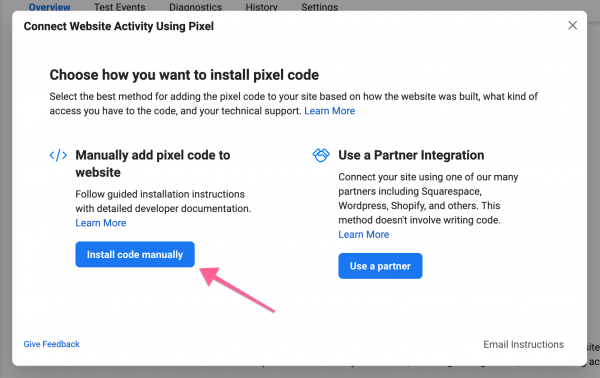 Overview Test Events Diagnostics History Settings
Connect Website Activity Using Pixel
Choose how you want to install pixel code
Select the best method for adding the pixel code to your site based on how the website was built, what kind of
access you have to the code, and your technical support. Learn More
Manually add pixel code to
website
Follow guided installation instructions
with detailed developer documentation.
Learn More
Install code manually
Use a Partner Integration
Connect your site using one of our many
partners including Squarespace,
Wordpress, Shopify, and others. This
method doesn't involve writing code.
Learn More
Use a partner
Give Feedback
Email Instructions